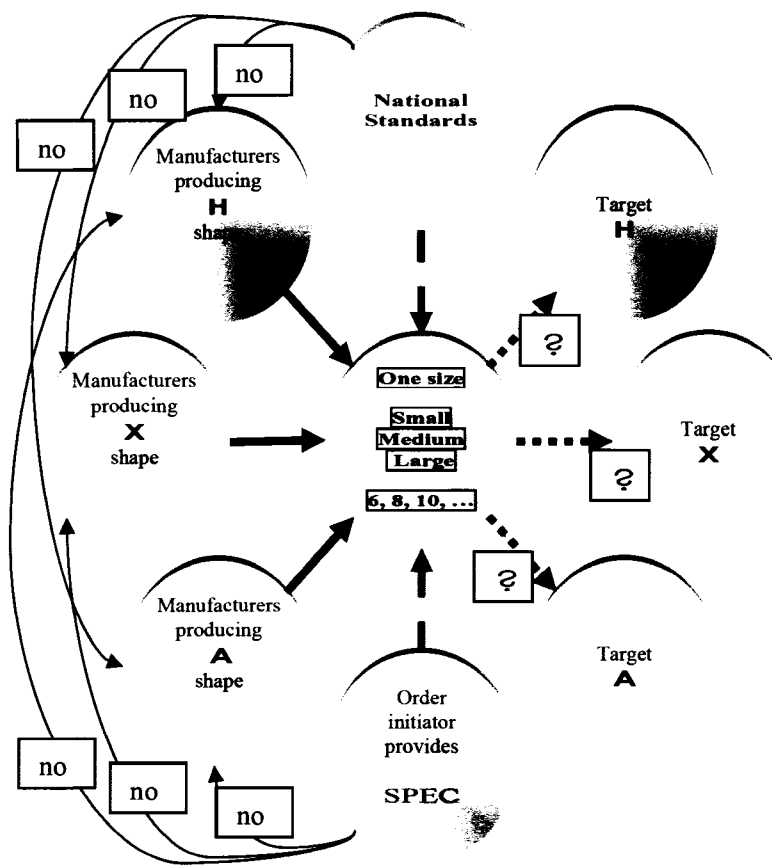 no
no
no
National
Standards
Manufacturers
producing
H
shape
Target
H
Manufacturers
producing
X
shape
One size
Small
Medium
Large
6, 8, 10, ...
?
?
?
Target
X
Manufacturers
producing
A
shape
Target
A
Order
initiator
provides
SPEC
no
no
no